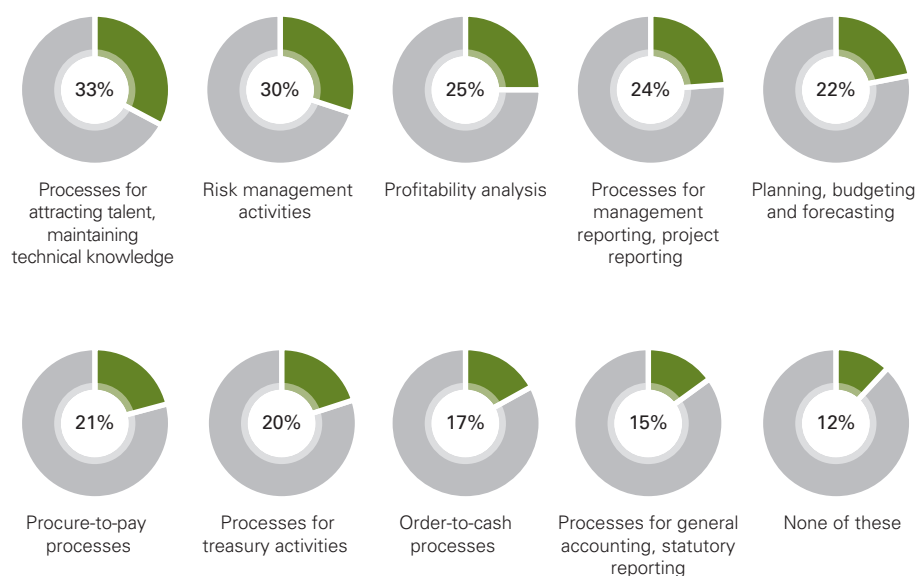 33%
30%
25%
24%
22%
Processes for
attracting talent,
maintaining
technical knowledge
Risk management
activities
Profitability analysis
Processes for
management
reporting, project
reporting
Planning, budgeting
and forecasting
21%
20%
17%
15%
12%
Procure-to-pay
processes
Processes for
treasury activities
Order-to-cash
processes
Processes for general
accounting, statutory
reporting
None of these